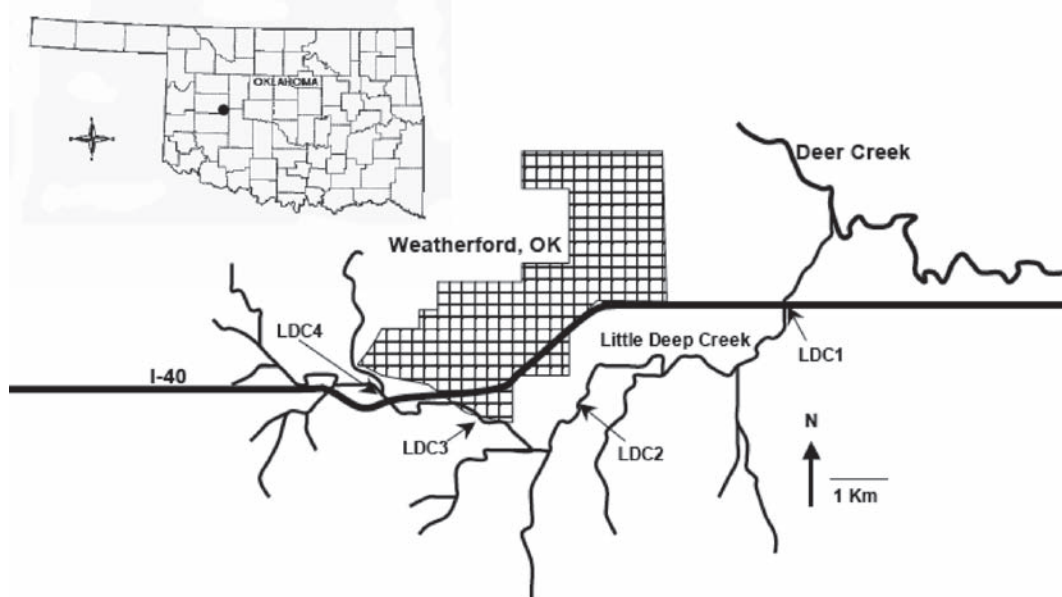 OKLAHOMA
Deer Creek
Weatherford, OK
LDC4
Little Deep Creek
LDC1
I-40
LDC3
LDC2
N
1 Km